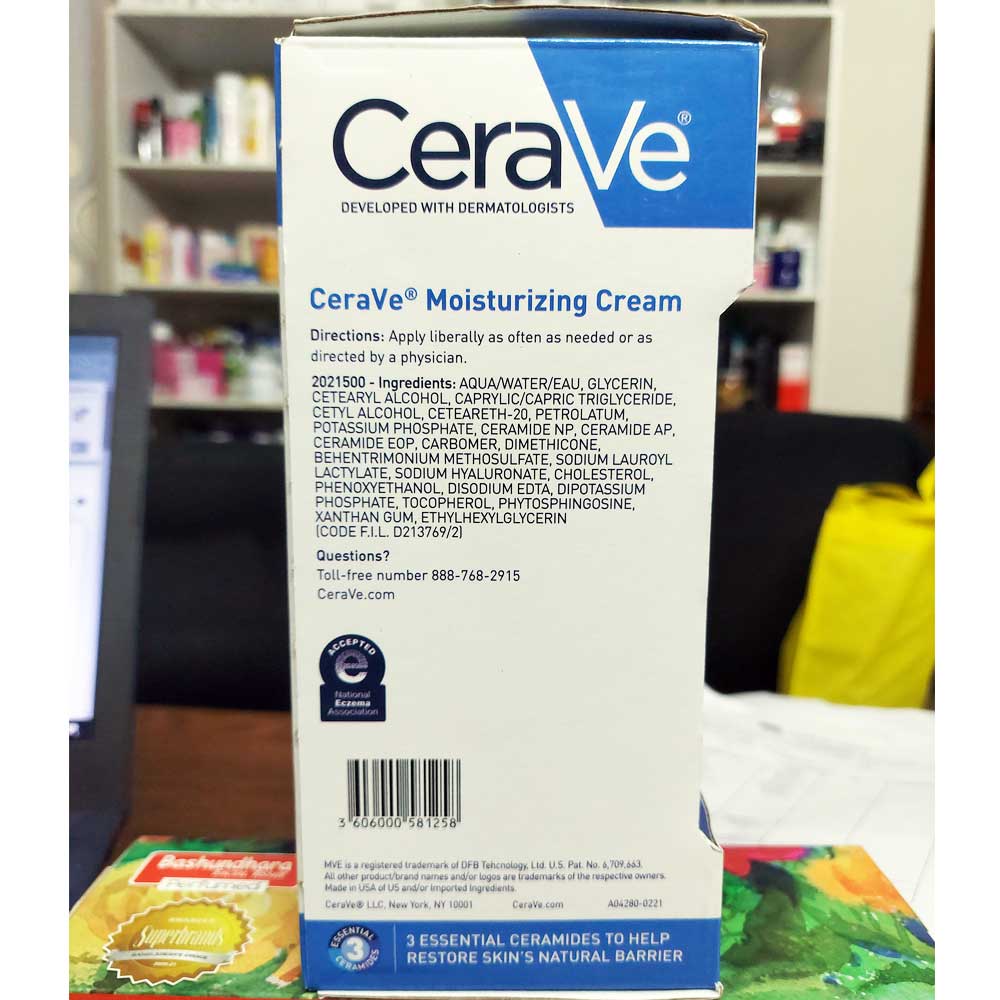 CeraVe®
DEVELOPED WITH DERMATOLOGISTS
CeraVe® Moisturizing Cream
Directions: Apply liberally as often as needed or as
directed by a physician.
2021500 - Ingredients: AQUA/WATER/EAU, GLYCERIN,
CETEARYL ALCOHOL, CAPRYLIC/CAPRIC TRIGLYCERIDE,
CETYL ALCOHOL, CETEARETH-20, PETROLATUM,
POTASSIUM PHOSPHATE, CERAMIDE NP, CERAMIDE AP,
CERAMIDE EOP, CARBOMER, DIMETHICONE,
BEHENTRIMONIUM METHOSULFATE, SODIUM LAUROYL
LACTYLATE, SODIUM HYALURONATE, CHOLESTEROL,
PHENOXYETHANOL, DISODIUM EDTA, DIPOTASSIUM
PHOSPHATE, TOCOPHEROL, PHYTOSPHINGOSINE,
XANTHAN GUM, ETHYLHEXYLGLYCERIN
(CODE F.I.L. D213769/2)
Questions?
Toll-free number 888-768-2915
CeraVe.com
ACCEPTED
National
Eczema
Association
3 606000 581258
MVE is a registered trademark of DFB Tehcnology, Ltd. U.S. Pat. No. 6,709,663.
All other product/brand names and/or logos are trademarks of the respective owners.
Made in USA of US and/or Imported Ingredients.
CeraVe® LLC, New York, NY 10001 CeraVe.com A04280-0221
ESSENTIAL
3
CERAMIDES
3 ESSENTIAL CERAMIDES TO HELP
RESTORE SKIN'S NATURAL BARRIER
Bashundhara
Perfumed
Superbrands